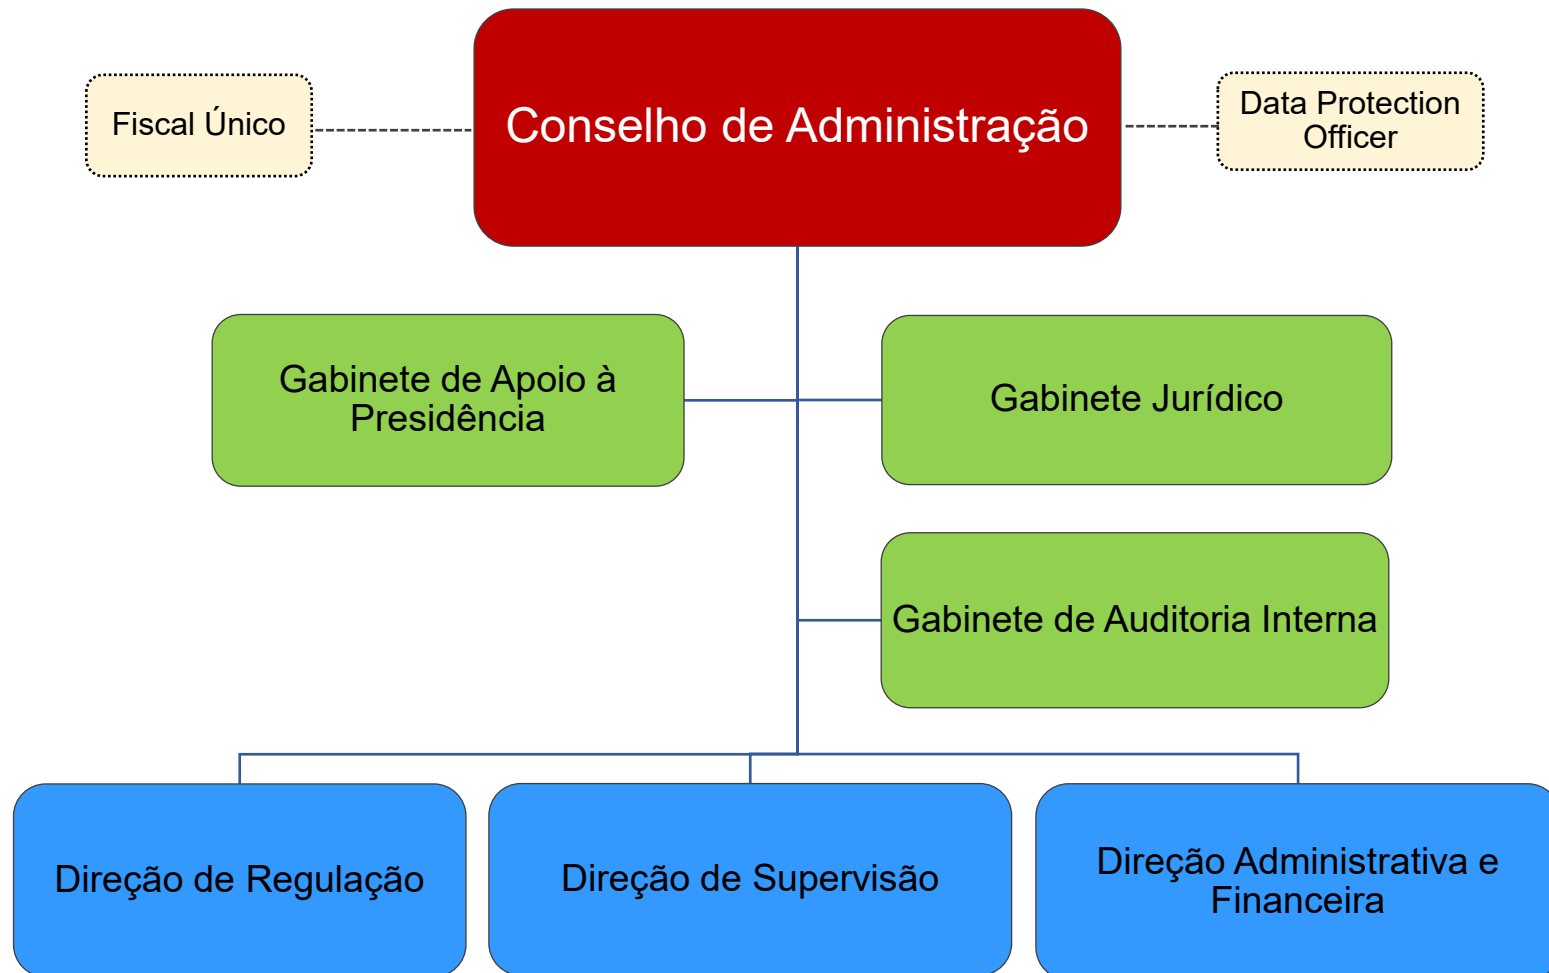 Conselho de Administração
Fiscal Único
Data Protection
Officer
Gabinete de Apoio à
Presidência
Gabinete Jurídico
Gabinete de Auditoria Interna
Direção de Regulação
Direção de Supervisão
Direção Administrativa e
Financeira